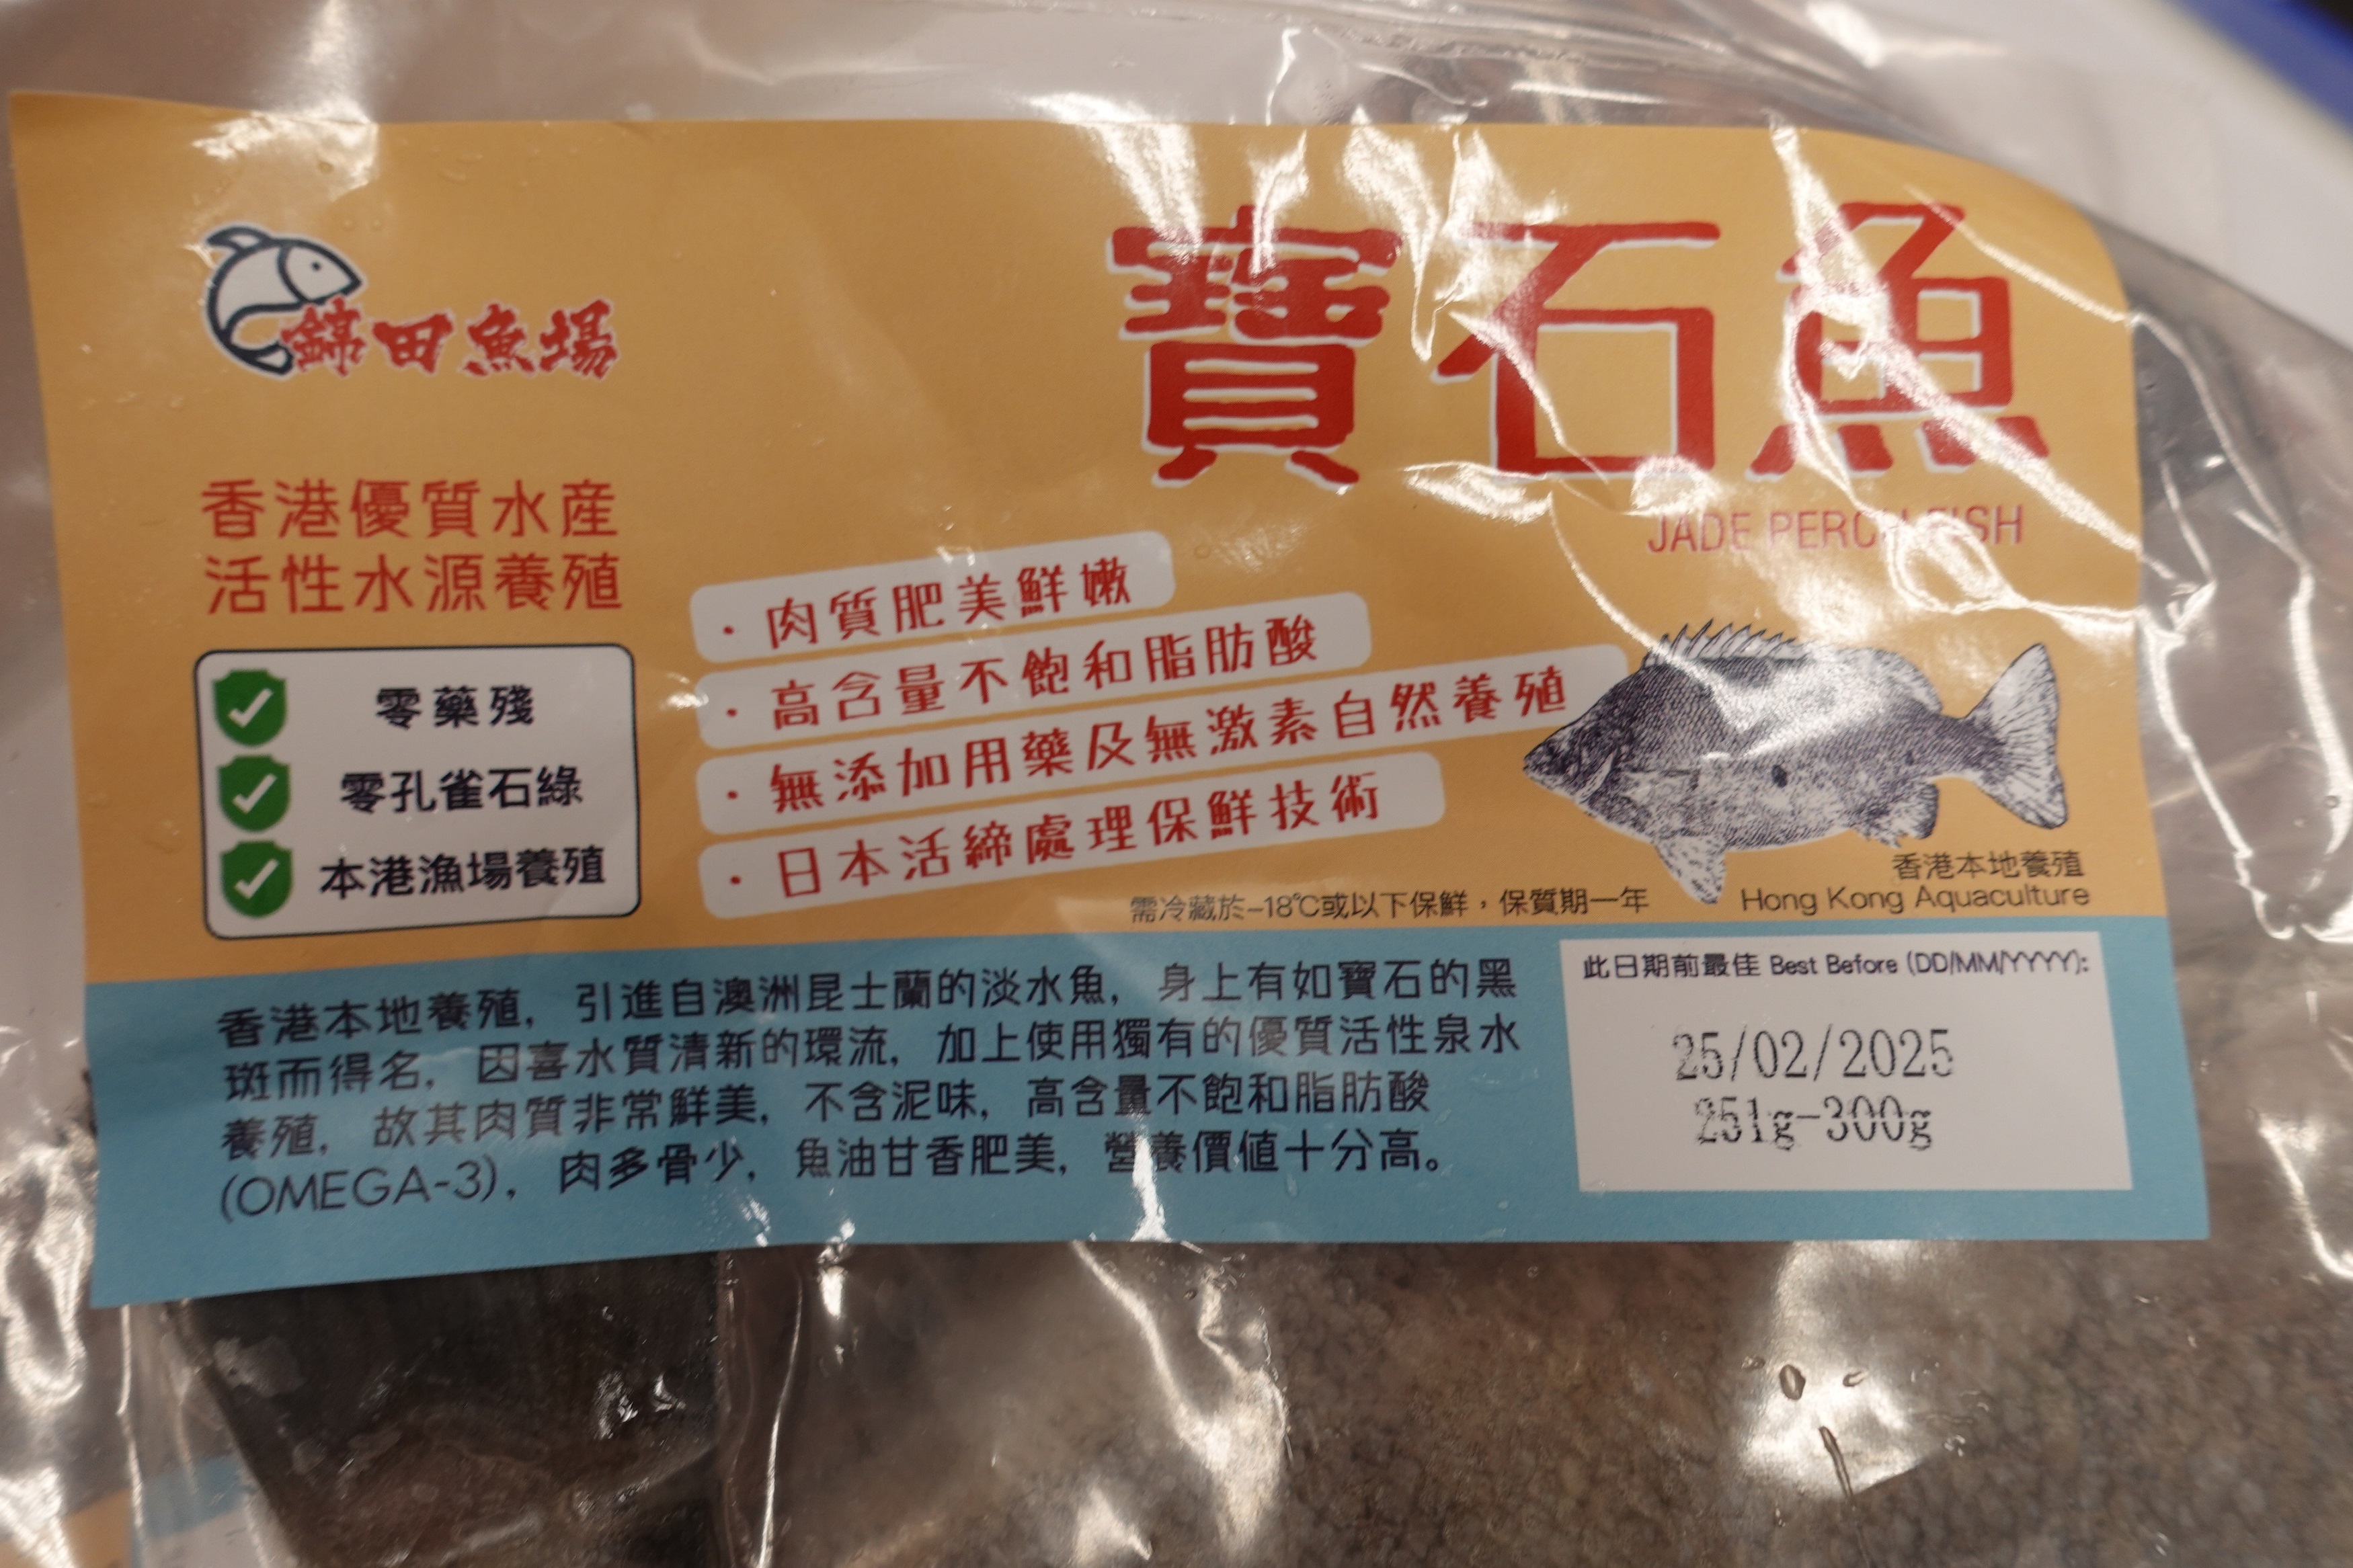 寶石魚
JADE PERCH FISH
錦田魚場
香港優質水産
活性水源養殖
零藥殘
零孔雀石綠
本港漁場養殖
· 肉質肥美鮮嫩
· 高含量不飽和脂肪酸
· 無添加用藥及無激素自然養殖
· 日本活締處理保鮮技術
香港本地養殖
Hong Kong Aquaculture
需冷藏於-18℃或以下保鮮，保質期一年
香港本地養殖，引進自澳洲昆士蘭的淡水魚，身上有如寶石的黑
斑而得名，因喜水質清新的環流，加上使用獨有的優質活性泉水
養殖，故其肉質非常鮮美，不含泥味，高含量不飽和脂肪酸
(OMEGA-3)，肉多骨少，魚油甘香肥美，營養價值十分高。
此日期前最佳 Best Before (DD/MM/YYYY):
25/02/2025
251g-300g